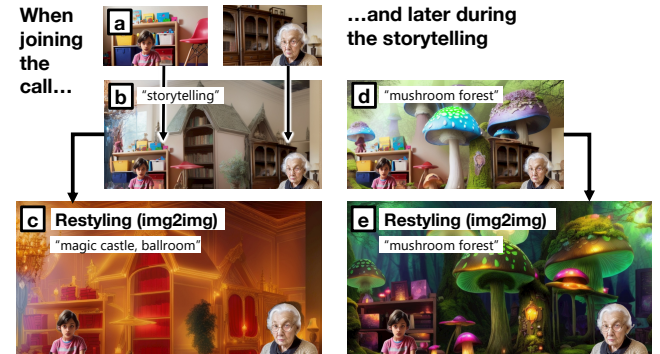 When
joining
the
call…
a
…and later during
the storytelling
b
"storytelling"
d
"mushroom forest"
c
Restyling (img2img)
"magic castle, ballroom"
e
Restyling (img2img)
"mushroom forest"